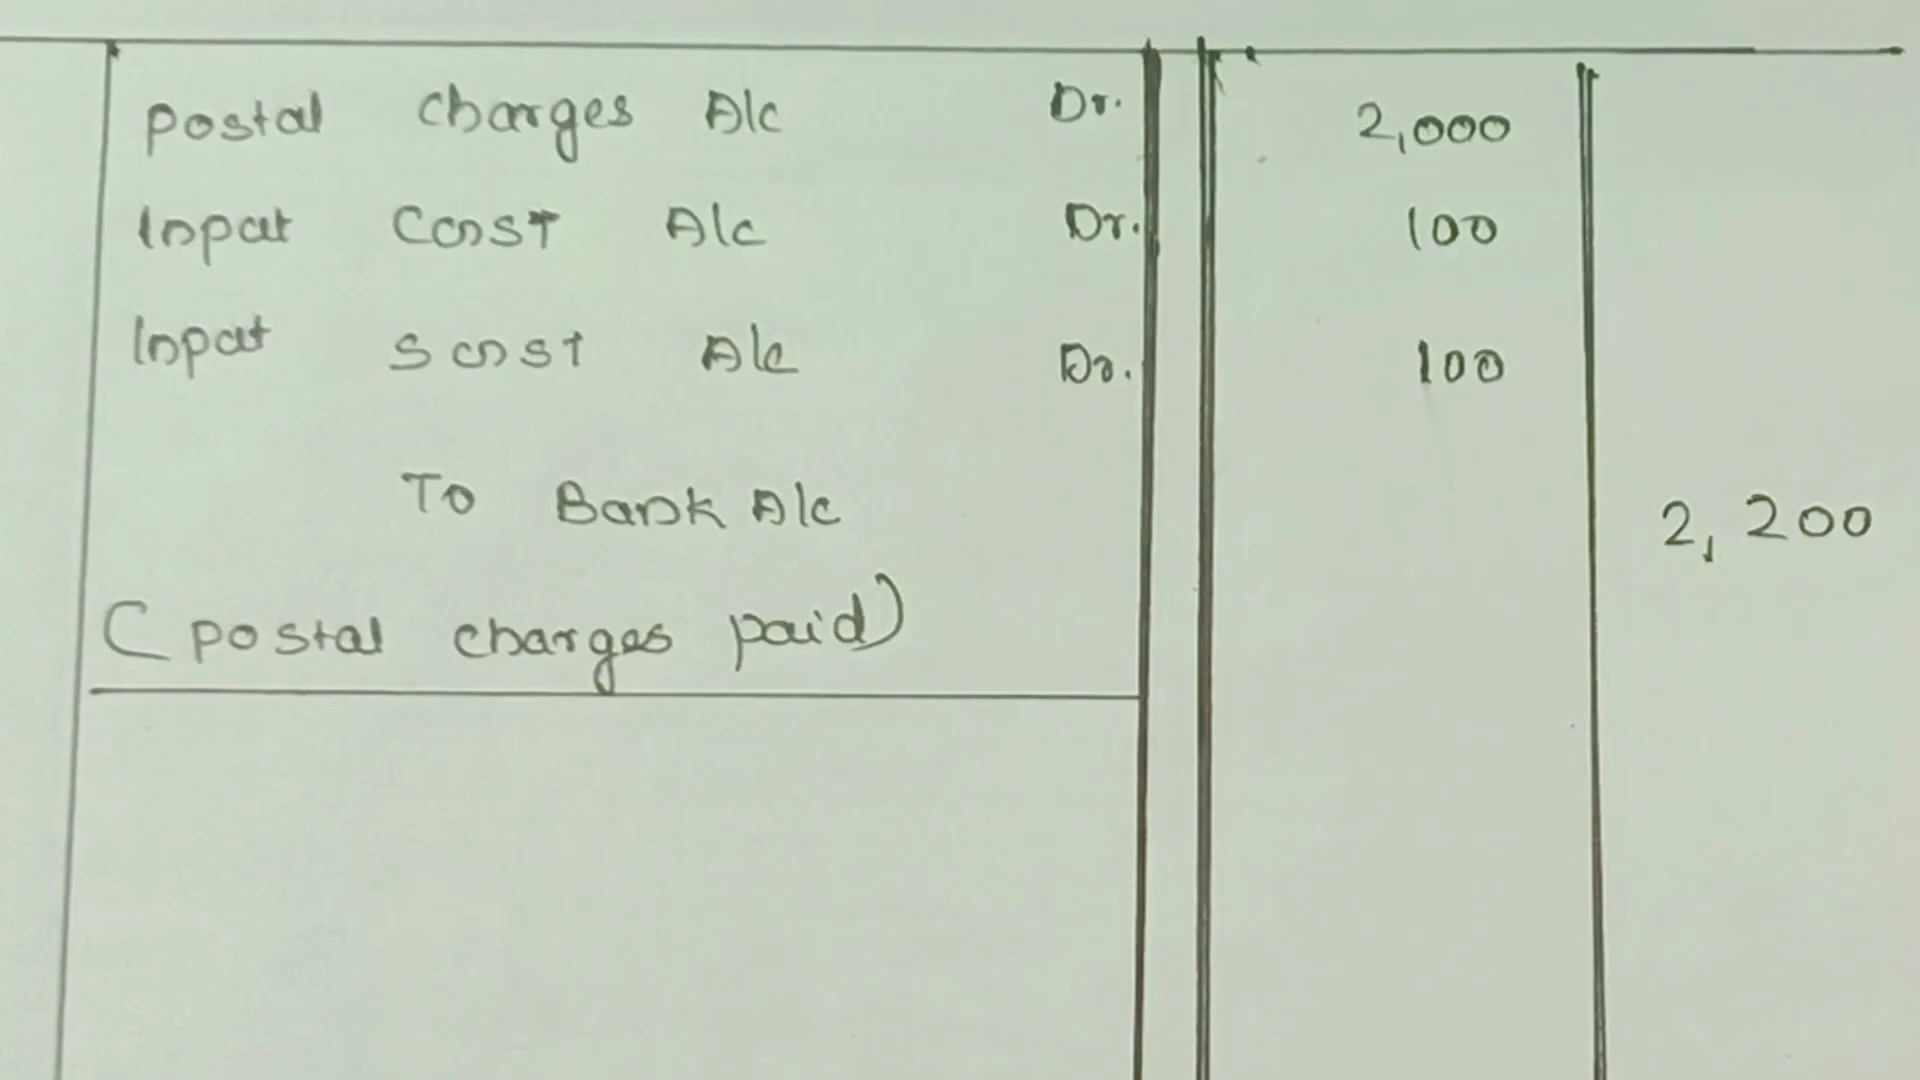 Postal charges A/c Dr. 2,000
Input CGST A/c Dr. 100
Input SGST A/c Dr. 100
To Bank A/c 2,200
(postal charges paid)